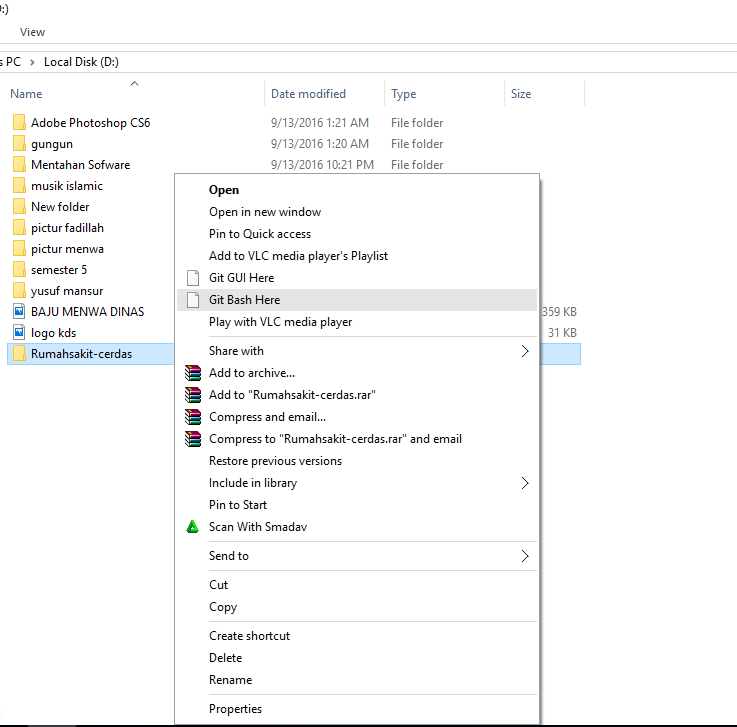 :)
View
s PC > Local Disk (D:)
Name Date modified Type Size
Adobe Photoshop CS6 9/13/2016 1:21 AM File folder
gungun 9/13/2016 1:20 AM File folder
Mentahan Sofware 9/13/2016 10:21 PM File folder
musik islamic
New folder
pictur fadillah
pictur menwa
semester 5
yusuf mansur
BAJU MENWA DINAS 359 KB
logo kds 31 KB
Rumahsakit-cerdas
Open
Open in new window
Pin to Quick access
Add to VLC media player's Playlist
Git GUI Here
Git Bash Here
Play with VLC media player
Share with
Add to archive...
Add to "Rumahsakit-cerdas.rar"
Compress and email...
Compress to "Rumahsakit-cerdas.rar" and email
Restore previous versions
Include in library
Pin to Start
Scan With Smadav
Send to
Cut
Copy
Create shortcut
Delete
Rename
Properties